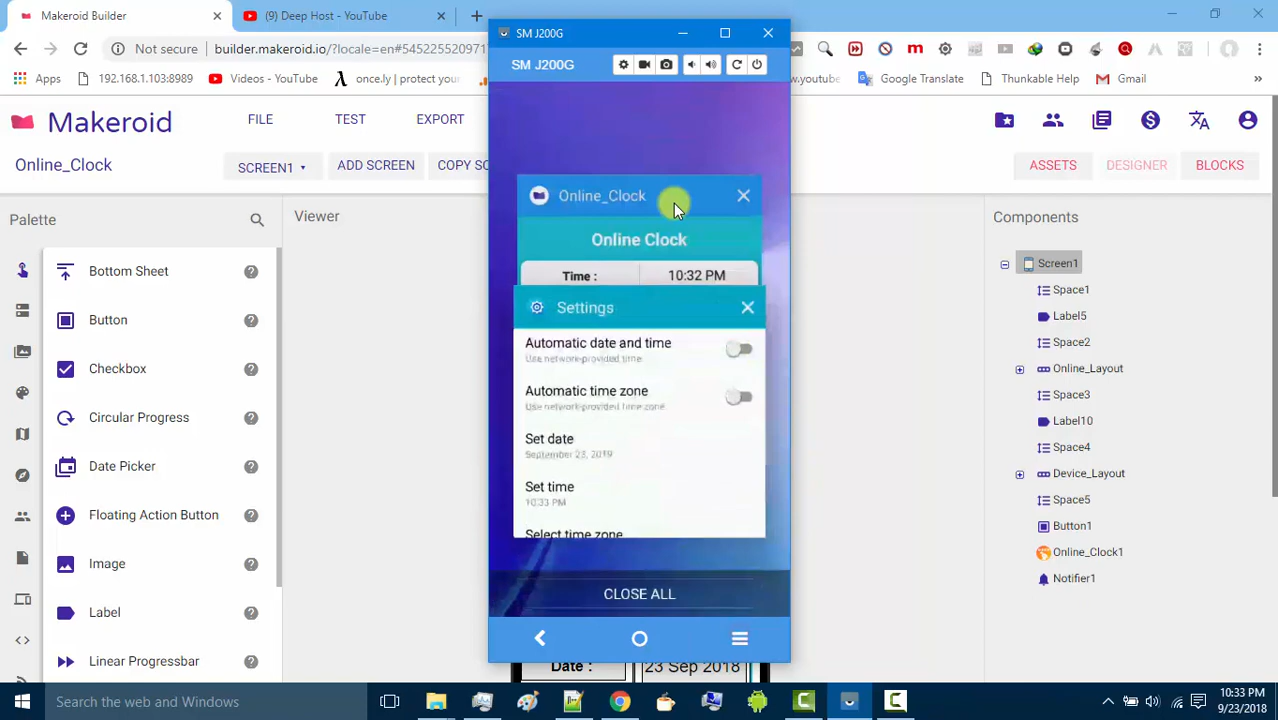 Makeroid Builder
(9) Deep Host - YouTube
Not secure
builder.makeroid.io/?locale=en#5452255209717
Apps
192.168.1.103:8989
Videos - YouTube
once.ly | protect your
.youtube
Google Translate
Thunkable Html
Gmail
SM J200G
SM J200G
Makeroid
FILE
TEST
EXPORT
Online_Clock
SCREEN1
ADD SCREEN
COPY SC
ASSETS
DESIGNER
BLOCKS
Palette
Viewer
Components
Bottom Sheet
Button
Checkbox
Circular Progress
Date Picker
Floating Action Button
Image
Label
Linear Progressbar
Online_Clock
Online Clock
Time :
10:32 PM
Settings
Automatic date and time
Use network-provided time
Automatic time zone
Use network-provided time zone
Set date
September 23, 2019
Set time
10:33 PM
Select time zone
CLOSE ALL
Date :
23 Sep 2018
Screen1
Space1
Label5
Space2
Online_Layout
Space3
Label10
Space4
Device_Layout
Space5
Button1
Online_Clock1
Notifier1
Search the web and Windows
10:33 PM
9/23/2018